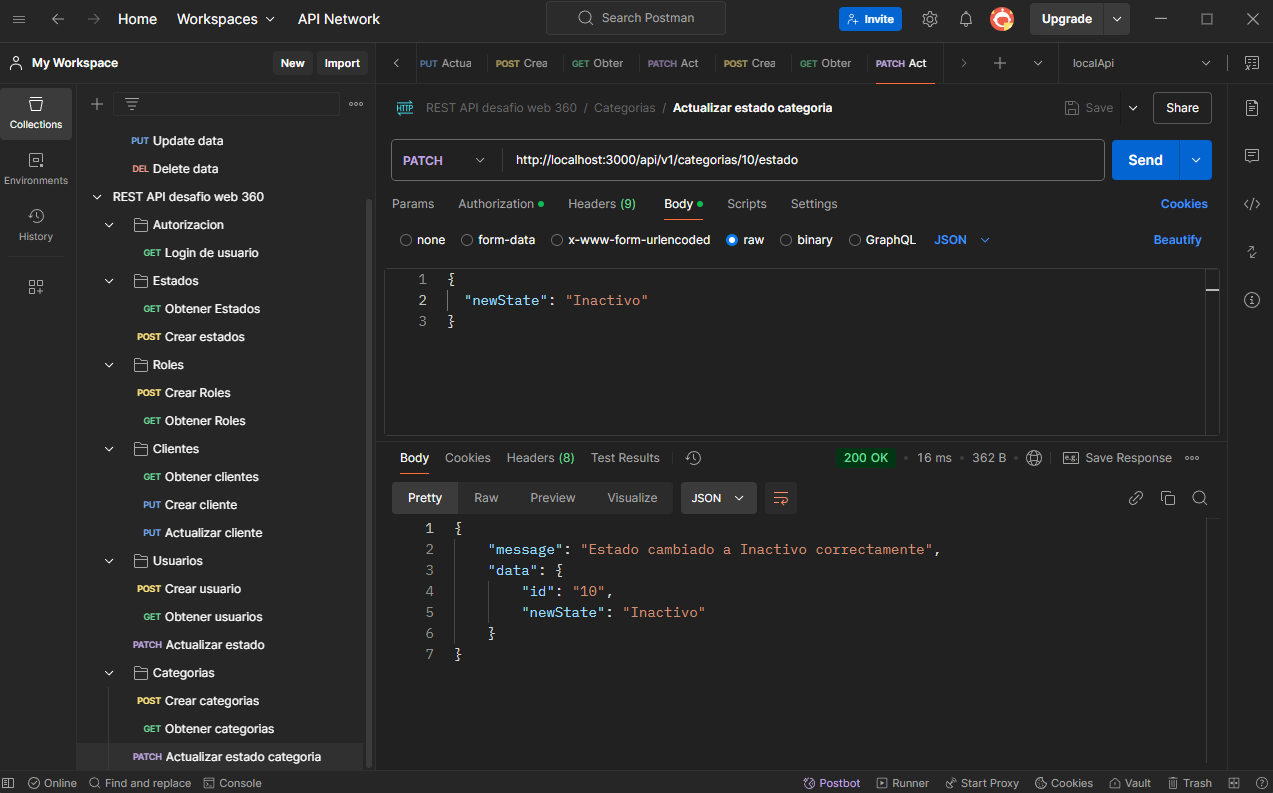 Home Workspaces API Network Search Postman Invite Upgrade
My Workspace New Import PUT Actua POST Crea GET Obter PATCH Act POST Crea GET Obter PATCH Act localApi
Collections
Environments
History
PUT Update data
DEL Delete data
REST API desafio web 360
Autorizacion
GET Login de usuario
Estados
GET Obtener Estados
POST Crear estados
Roles
POST Crear Roles
GET Obtener Roles
Clientes
GET Obtener clientes
PUT Crear cliente
PUT Actualizar cliente
Usuarios
POST Crear usuario
GET Obtener usuarios
PATCH Actualizar estado
Categorias
POST Crear categorias
GET Obtener categorias
PATCH Actualizar estado categoria
HTTP REST API desafio web 360 / Categorias / Actualizar estado categoria Save Share
PATCH http://localhost:3000/api/v1/categorias/10/estado Send
Params Authorization Headers (9) Body Scripts Settings Cookies
none form-data x-www-form-urlencoded raw binary GraphQL JSON Beautify
1 {
2 "newState": "Inactivo"
3 }
Body Cookies Headers (8) Test Results 200 OK 16 ms 362 B e.g. Save Response
Pretty Raw Preview Visualize JSON
1 {
2 "message": "Estado cambiado a Inactivo correctamente",
3 "data": {
4 "id": "10",
5 "newState": "Inactivo"
6 }
7 }
Online Find and replace Console Postbot Runner Start Proxy Cookies Vault Trash